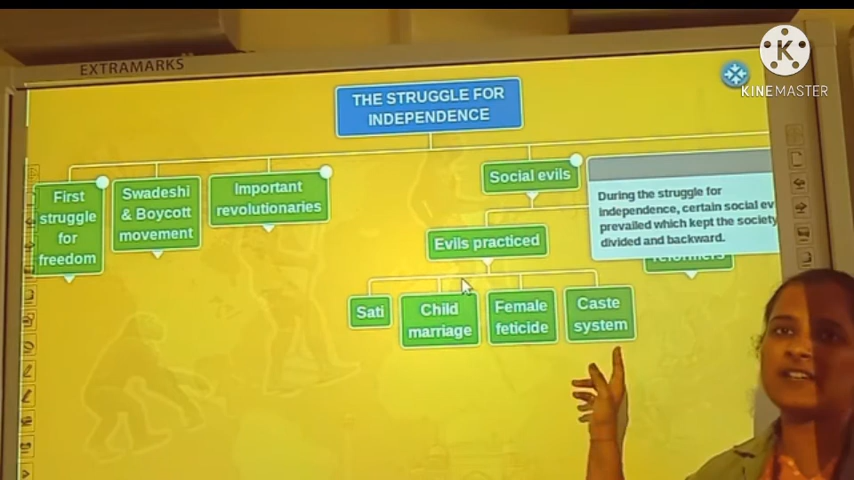 EXTRAMARKS
KINEMASTER
THE STRUGGLE FOR
INDEPENDENCE
First
struggle
for
freedom
Swadeshi
& Boycott
movement
Important
revolutionaries
Social evils
During the struggle for
independence, certain social ev
prevailed which kept the society
divided and backward.
reformers
Evils practiced
Sati
Child
marriage
Female
feticide
Caste
system